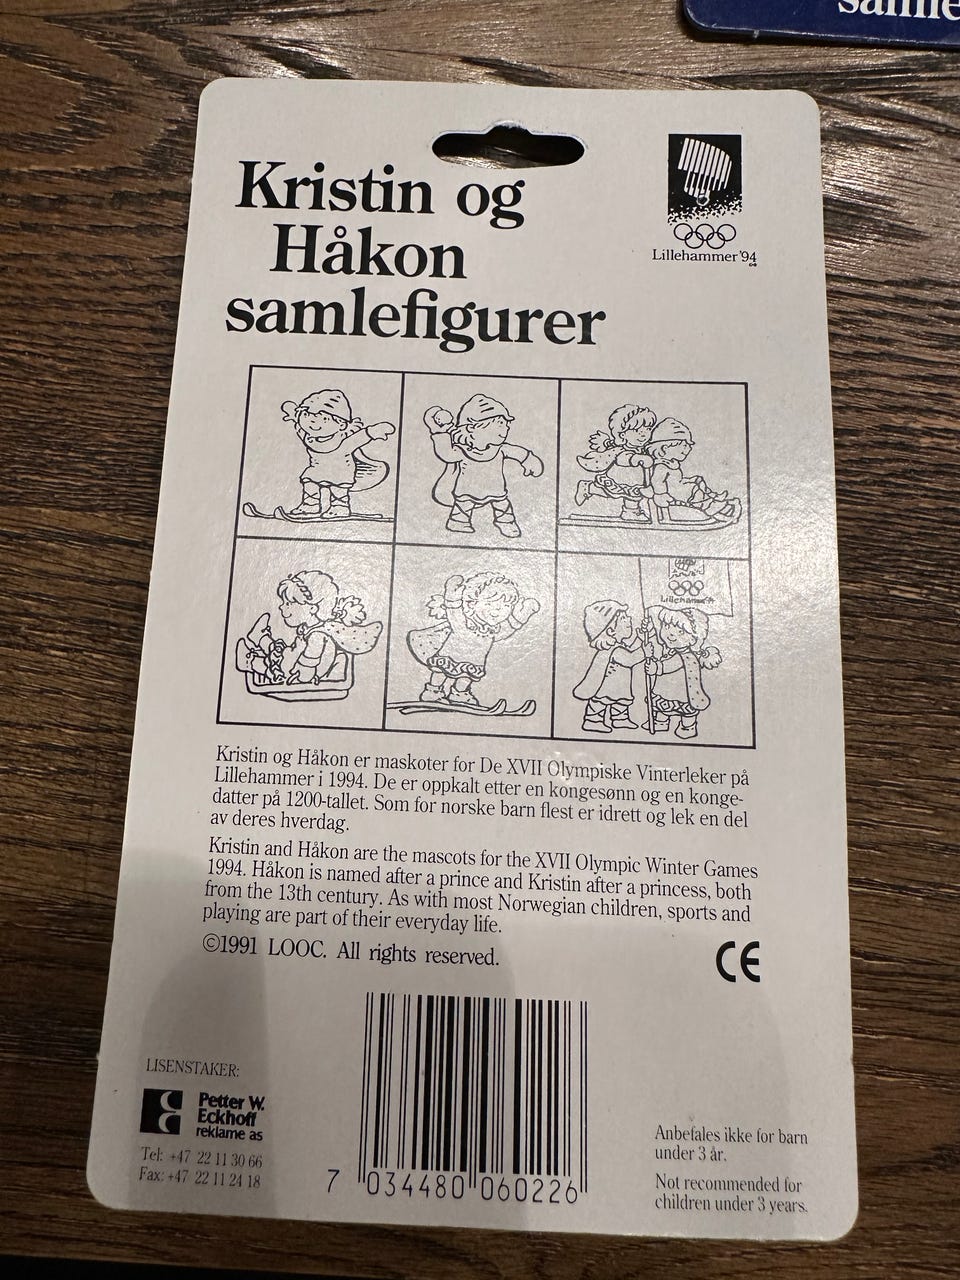 samle
Kristin og
Håkon
samlefigurer
Lillehammer '94
Lillehammer
Kristin og Håkon er maskoter for De XVII Olympiske Vinterleker på
Lillehammer i 1994. De er oppkalt etter en kongesønn og en konge-
datter på 1200-tallet. Som for norske barn flest er idrett og lek en del
av deres hverdag.
Kristin and Håkon are the mascots for the XVII Olympic Winter Games
1994. Håkon is named after a prince and Kristin after a princess, both
from the 13th century. As with most Norwegian children, sports and
playing are part of their everyday life.
©1991 LOOC. All rights reserved.
CE
LISENSTAKER:
Petter W.
Eckhoff
reklame as
Tel: +47 22 11 30 66
Fax: +47 22 11 24 18
7 034480 060226
Anbefales ikke for barn
under 3 år.
Not recommended for
children under 3 years.